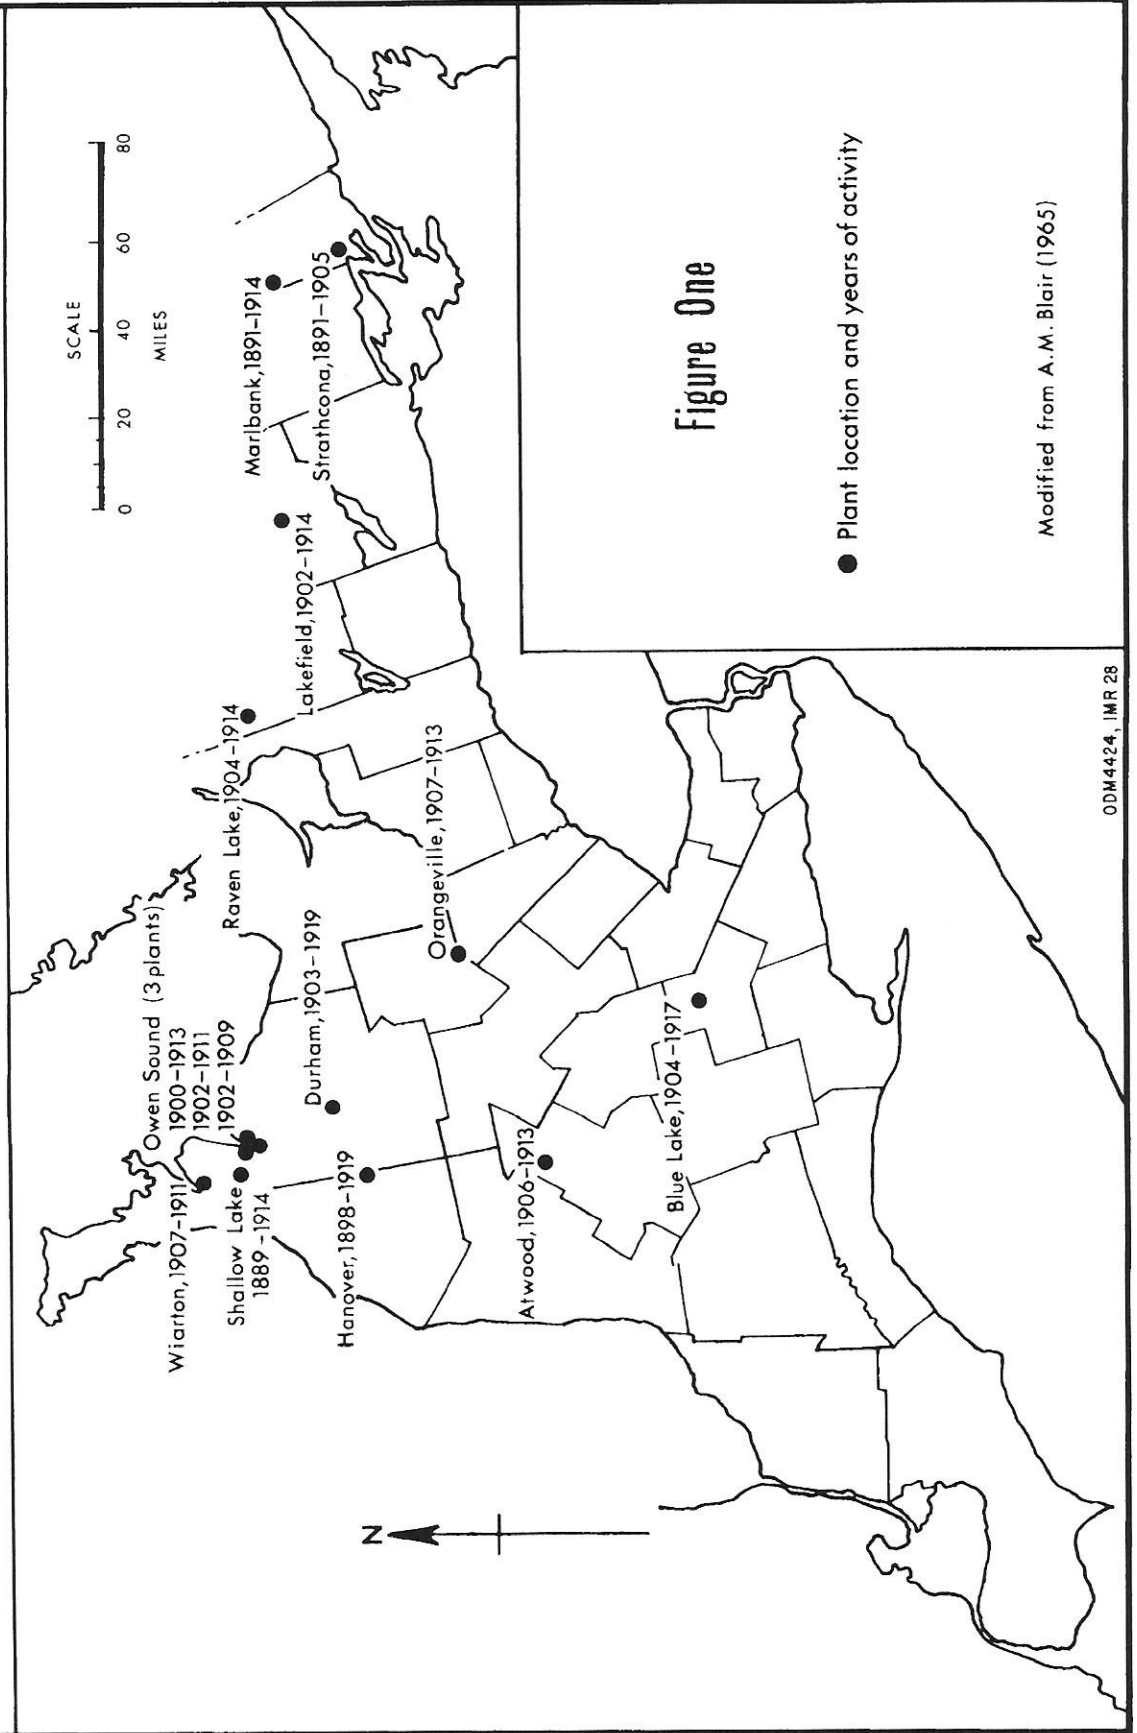 SCALE
0 20 40 60 80
MILES
Owen Sound (3 plants)
1900-1913
1902-1911
1902-1909
Wiarton, 1907-1911
Shallow Lake
1889-1914
Hanover, 1898-1919
Durham, 1903-1919
Raven Lake, 1904-1914
Lakefield, 1902-1914
Marlbank, 1891-1914
Strathcona, 1891-1905
Orangeville, 1907-1913
Atwood, 1906-1913
Blue Lake, 1904-1917
N
Figure One
Plant location and years of activity
Modified from A.M. Blair (1965)
ODM4424, IMR 28